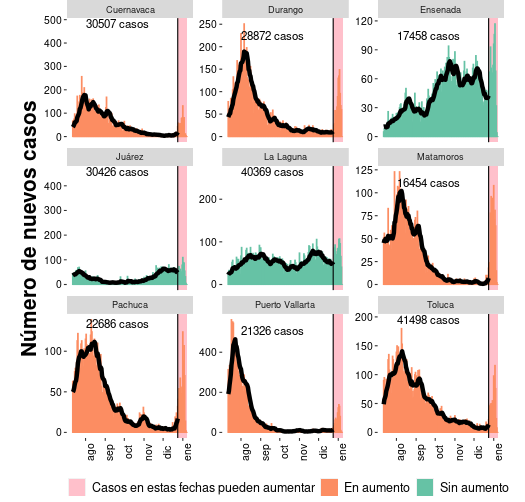 Cuernavaca
Durango
Ensenada
30507 casos
28872 casos
17458 casos
500
400
300
200
100
0
250
200
150
100
50
0
120
90
60
30
0
Juárez
La Laguna
Matamoros
30426 casos
40369 casos
16454 casos
400
300
200
100
0
200
100
0
125
100
75
50
25
0
Pachuca
Puerto Vallarta
Toluca
22686 casos
21326 casos
41498 casos
100
50
0
400
200
0
200
150
100
50
0
ago
sep
oct
nov
dic
ene
ago
sep
oct
nov
dic
ene
ago
sep
oct
nov
dic
ene
Número de nuevos casos
Casos en estas fechas pueden aumentar
En aumento
Sin aumento